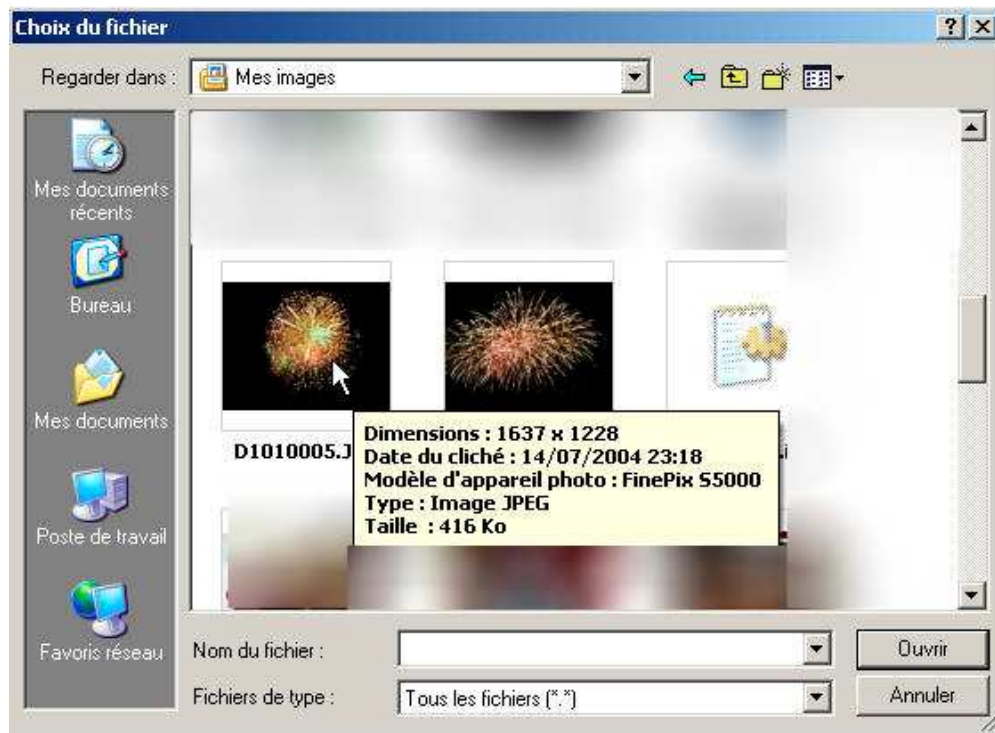 Choix du fichier
Regarder dans :
Mes images
Mes documents
récents
Bureau
Mes documents
Poste de travail
Favoris réseau
D1010005.J
Dimensions : 1637 x 1228
Date du cliché : 14/07/2004 23:18
Modèle d'appareil photo : FinePix S5000
Type : Image JPEG
Taille : 416 Ko
Nom du fichier :
Ouvrir
Fichiers de type :
Tous les fichiers (*.*)
Annuler